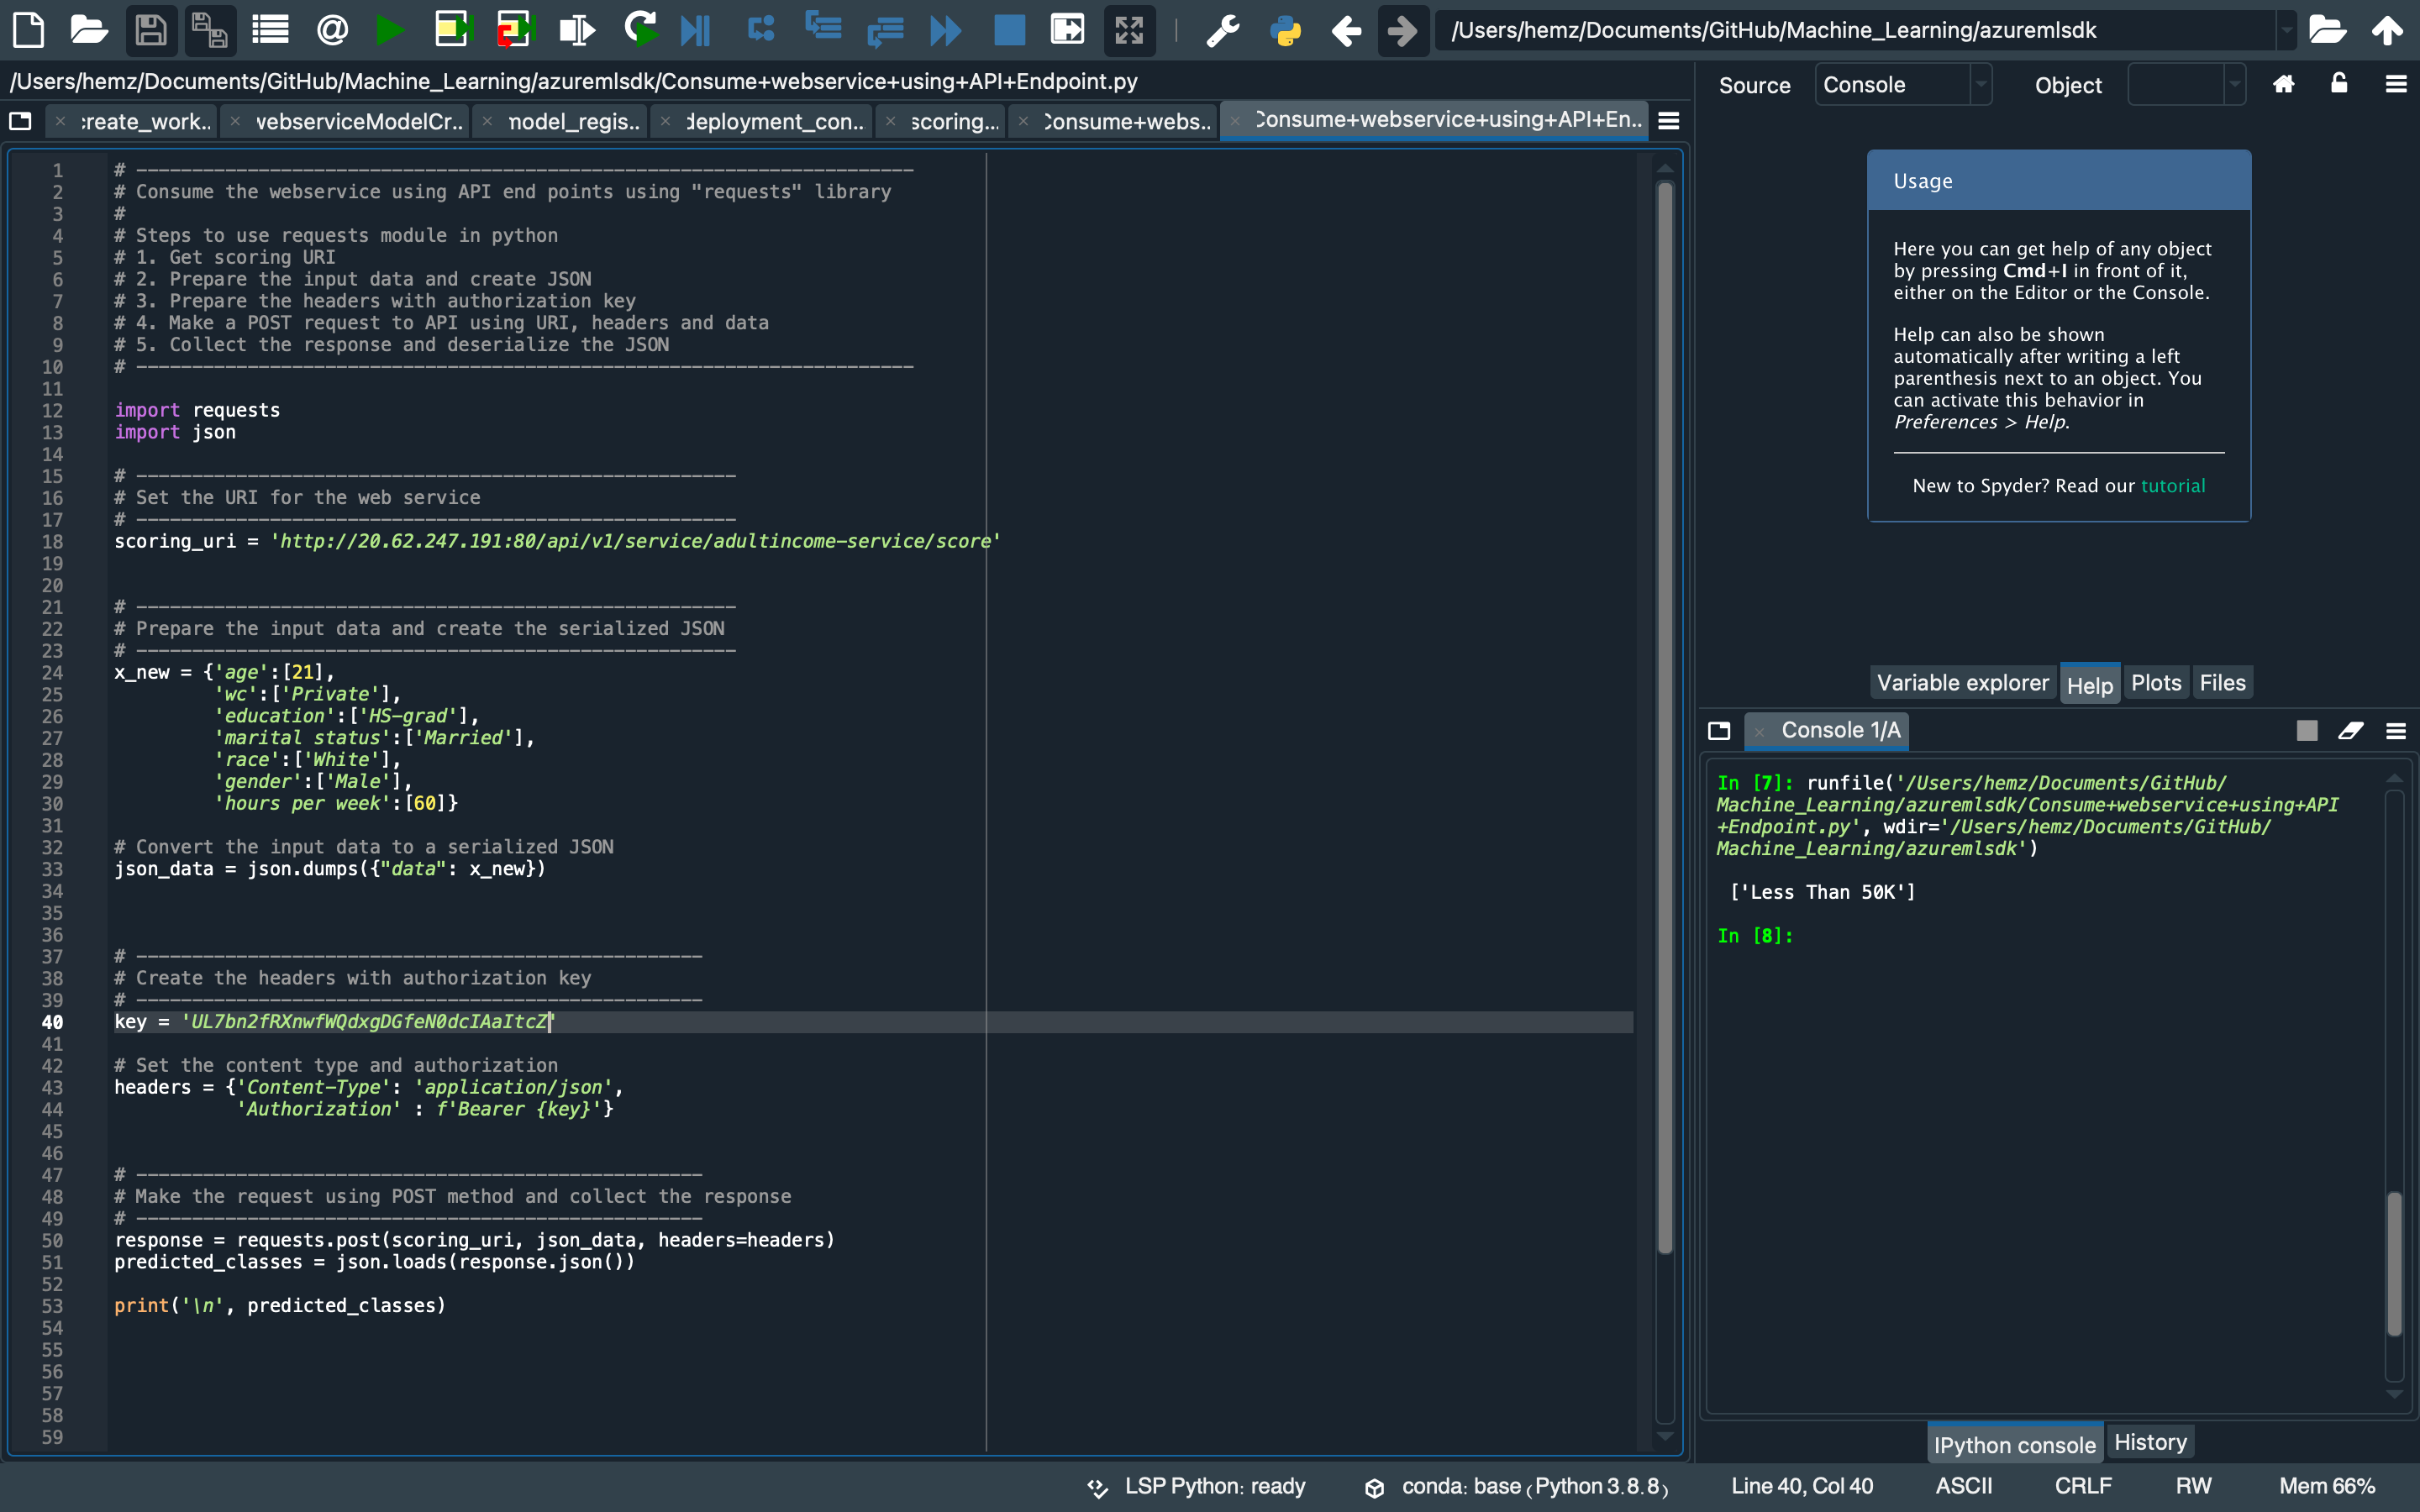 /Users/hemz/Documents/GitHub/Machine_Learning/azuremlsdk
/Users/hemz/Documents/GitHub/Machine_Learning/azuremlsdk/Consume+webservice+using+API+Endpoint.py
create_work.. webserviceModelCr.. model_regis.. deployment_con.. scoring... Consume+webs.. Consume+webservice+using+API+En..
1 # ----------------------------------------------------------------------
2 # Consume the webservice using API end points using "requests" library
3 #
4 # Steps to use requests module in python
5 # 1. Get scoring URI
6 # 2. Prepare the input data and create JSON
7 # 3. Prepare the headers with authorization key
8 # 4. Make a POST request to API using URI, headers and data
9 # 5. Collect the response and deserialize the JSON
10 # ----------------------------------------------------------------------
11
12 import requests
13 import json
14
15 # ------------------------------------------------------
16 # Set the URI for the web service
17 # ------------------------------------------------------
18 scoring_uri = 'http://20.62.247.191:80/api/v1/service/adultincome-service/score'
19
20
21 # ------------------------------------------------------
22 # Prepare the input data and create the serialized JSON
23 # ------------------------------------------------------
24 x_new = {'age':[21],
25 'wc':['Private'],
26 'education':['HS-grad'],
27 'marital status':['Married'],
28 'race':['White'],
29 'gender':['Male'],
30 'hours per week':[60]}
31
32 # Convert the input data to a serialized JSON
33 json_data = json.dumps({"data": x_new})
34
35
36
37 # ---------------------------------------------------
38 # Create the headers with authorization key
39 # ---------------------------------------------------
40 key = 'UL7bn2fRXnwfWQdxgDGfeN0dcIAaItcZ'
41
42 # Set the content type and authorization
43 headers = {'Content-Type': 'application/json',
44 'Authorization' : f'Bearer {key}'}
45
46
47 # ---------------------------------------------------
48 # Make the request using POST method and collect the response
49 # ---------------------------------------------------
50 response = requests.post(scoring_uri, json_data, headers=headers)
51 predicted_classes = json.loads(response.json())
52
53 print('\n', predicted_classes)
54
55
56
57
58
59
Source Console Object
Usage
Here you can get help of any object
by pressing Cmd+I in front of it,
either on the Editor or the Console.
Help can also be shown
automatically after writing a left
parenthesis next to an object. You
can activate this behavior in
Preferences > Help.
New to Spyder? Read our tutorial
Variable explorer Help Plots Files
Console 1/A
In [7]: runfile('/Users/hemz/Documents/GitHub/
Machine_Learning/azuremlsdk/Consume+webservice+using+API
+Endpoint.py', wdir='/Users/hemz/Documents/GitHub/
Machine_Learning/azuremlsdk')
['Less Than 50K']
In [8]:
IPython console History
LSP Python: ready conda: base (Python 3.8.8) Line 40, Col 40 ASCII CRLF RW Mem 66%